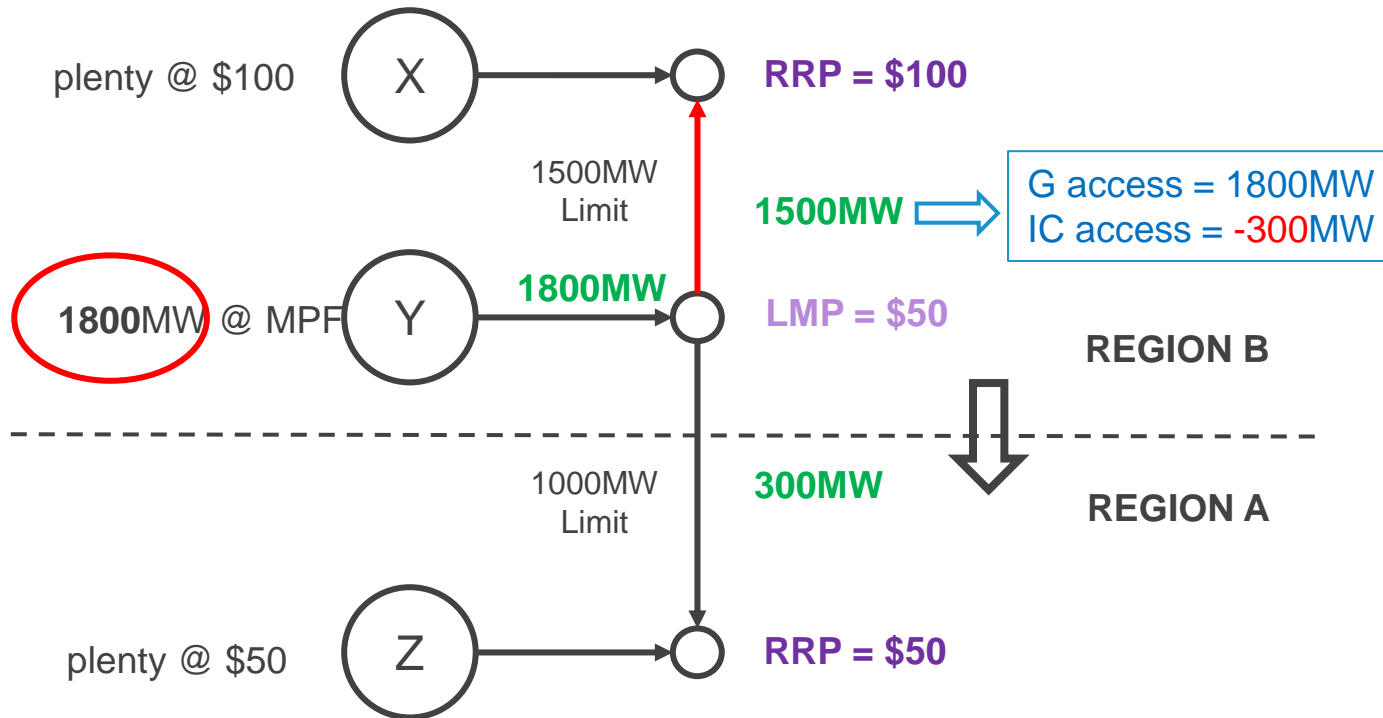 plenty @ $100
X
RRP = $100
1500MW
Limit
1500MW
G access = 1800MW
IC access = -300MW
1800MW @ MPF
Y
1800MW
LMP = $50
REGION B
1000MW
Limit
300MW
REGION A
plenty @ $50
Z
RRP = $50